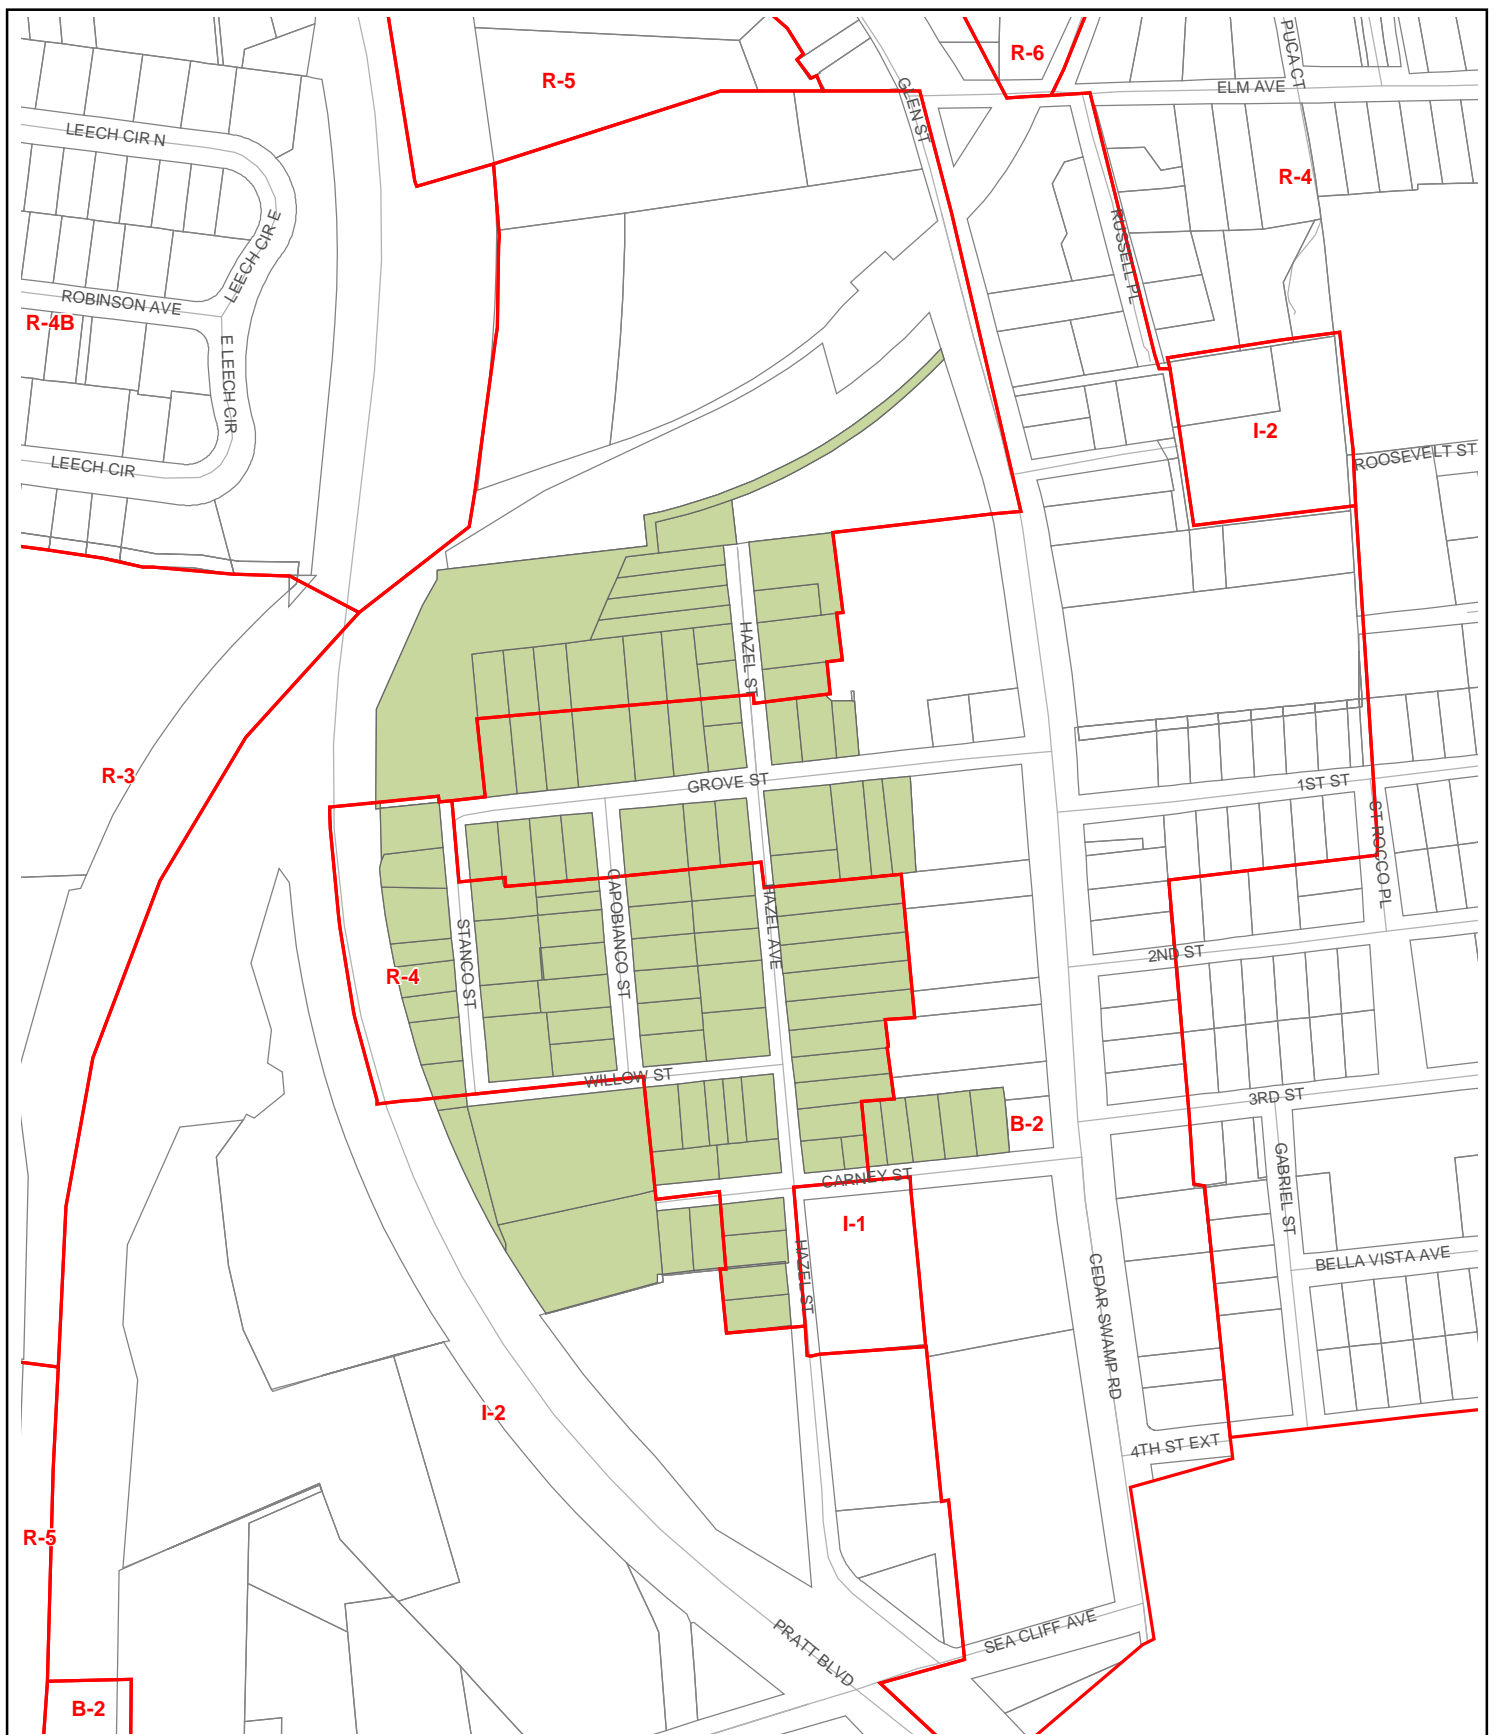 R-6
PUCA CT
R-5
ELM AVE
GLEN ST
LEECH CIR N
R-4
LEECH CIR E
RUSSELL PL
ROBINSON AVE
R-4B
E LEECH CIR
I-2
ROOSEVELT ST
LEECH CIR
HAZEL ST
R-3
GROVE ST
1ST ST
ST ROCCO PL
CAPOBIANCO ST
HAZEL AVE
STANCO ST
2ND ST
R-4
WILLOW ST
3RD ST
B-2
CARNEY ST
GABRIEL ST
I-1
HAZEL ST
BELLA VISTA AVE
CEDAR SWAMP RD
I-2
4TH ST EXT
R-5
SEA CLIFF AVE
PRATT BLVD
B-2